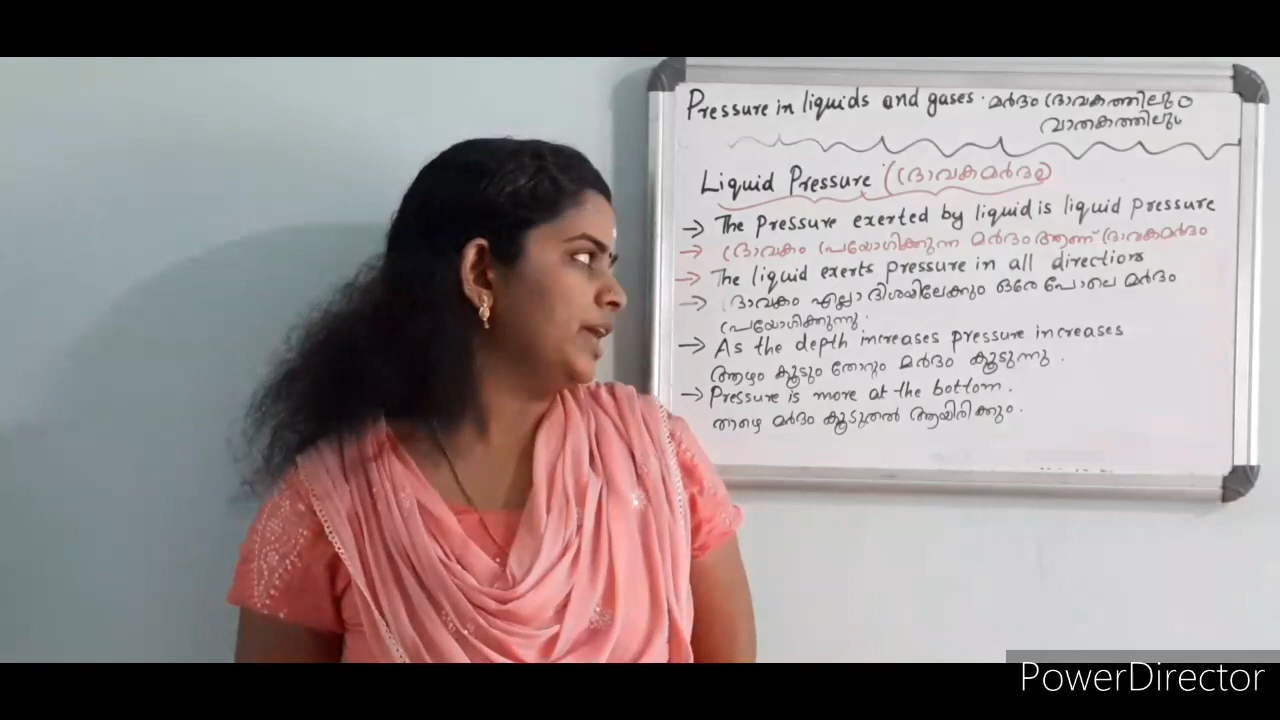 Pressure in liquids and gases. മർദം ദ്രാവകത്തിലും
വാതകത്തിലും
Liquid Pressure (ദ്രാവകമർദം)
→ The pressure exerted by liquid is liquid pressure
→ ദ്രാവകം പ്രയോഗിക്കുന്ന മർദം ആണ് ദ്രാവകമർദം
→ The liquid exerts pressure in all directions
→ ദ്രാവകം എല്ലാ ദിശയിലേക്കും ഒരേ പോലെ മർദം
പ്രയോഗിക്കുന്നു.
→ As the depth increases pressure increases
ആഴം കൂടും തോറും മർദം കൂടുന്നു.
→ Pressure is more at the bottom.
താഴെ മർദം കൂടുതൽ ആയിരിക്കും.
PowerDirector